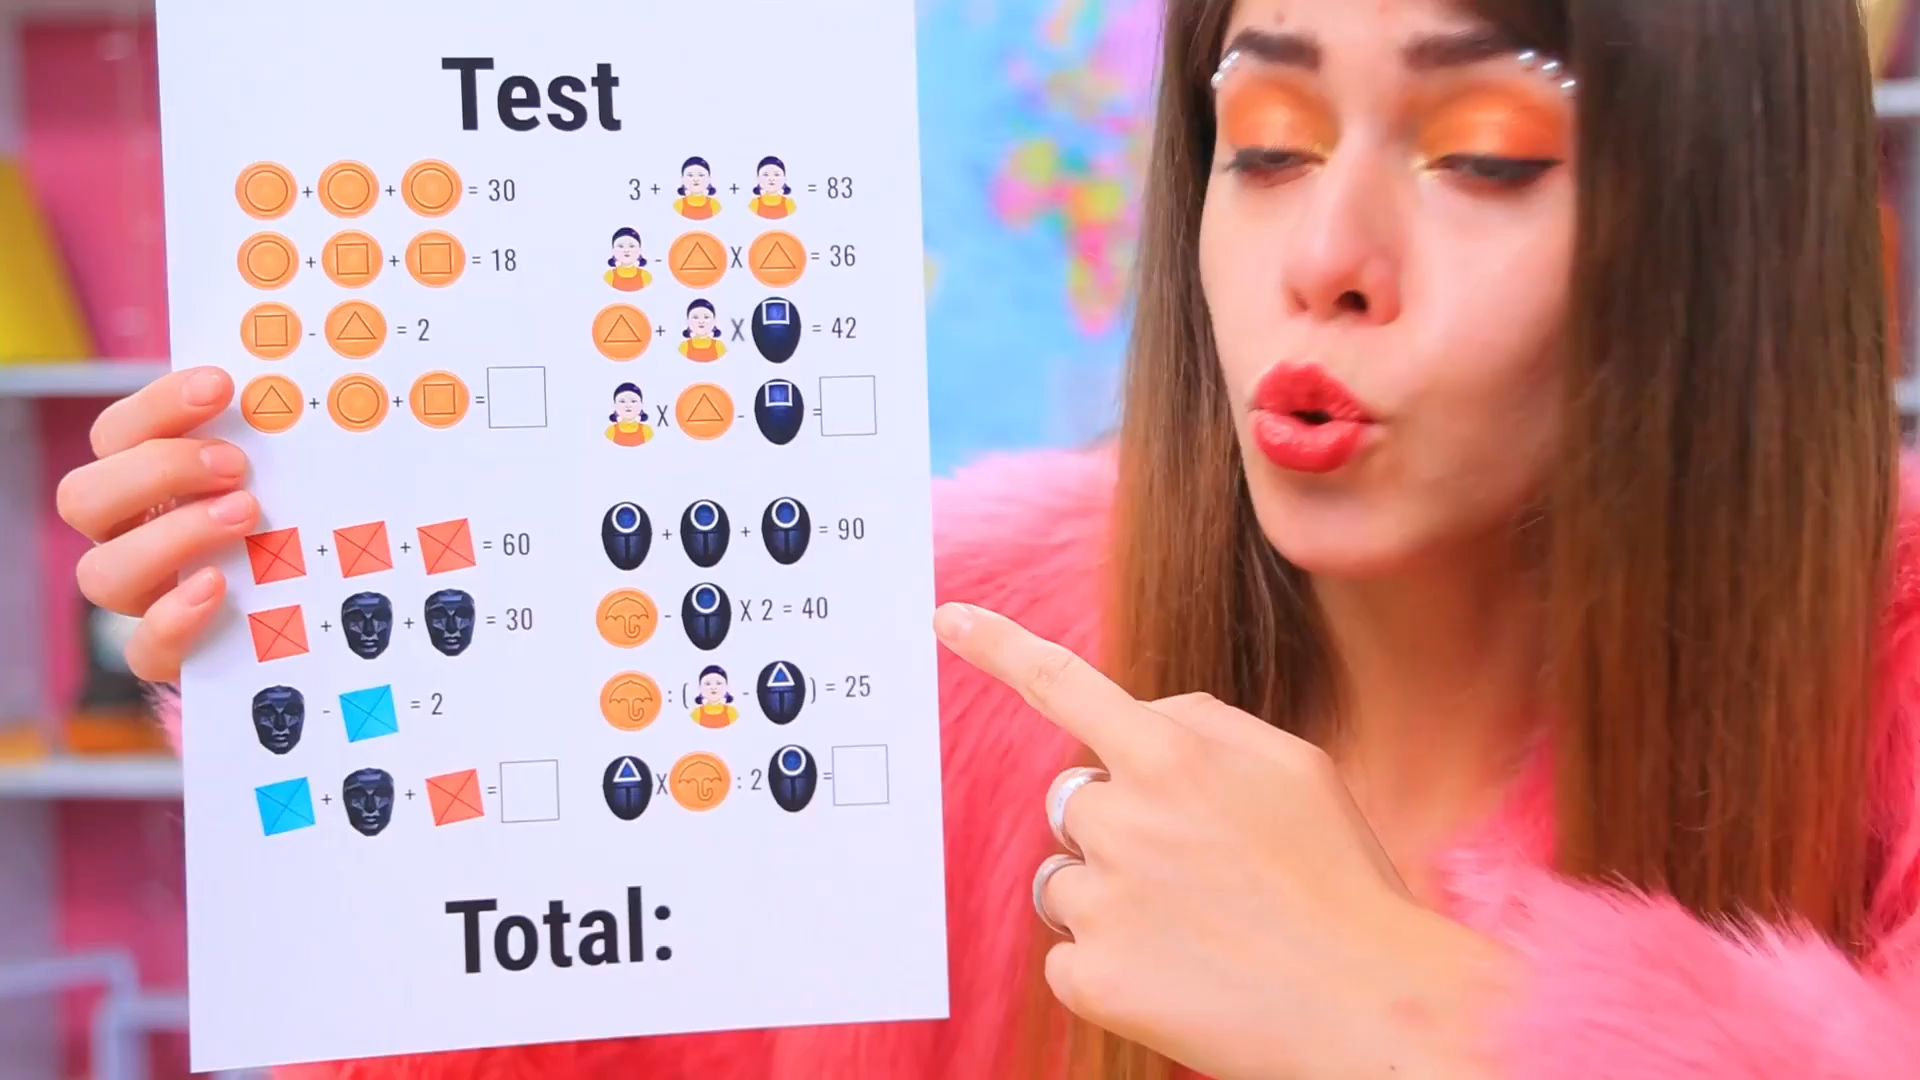 Test
+ + = 30
+ + = 18
- = 2
+ + =
3 + + = 83
- X = 36
+ X = 42
X - =
+ + = 60
+ + = 30
- = 2
+ + =
+ + = 90
- X 2 = 40
: ( - ) = 25
X : 2 =
Total: